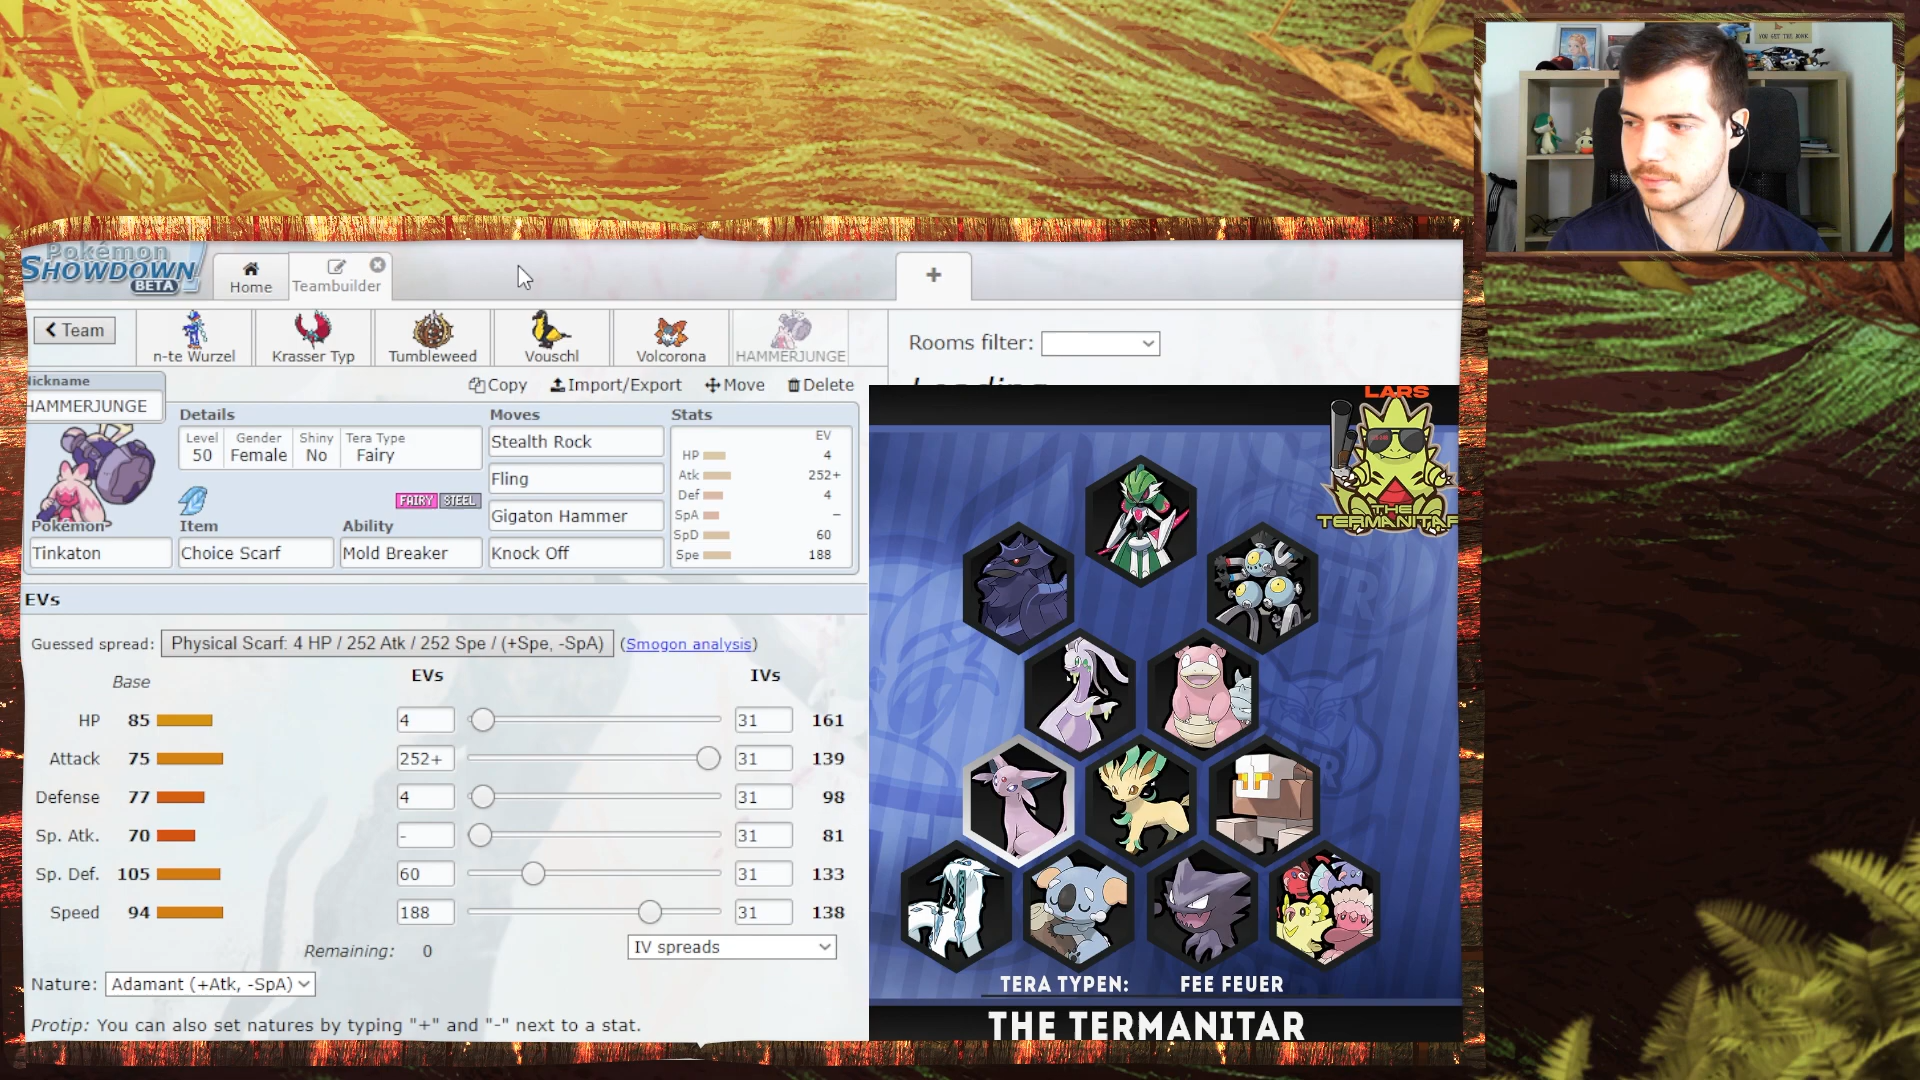 YOU GET THE WORK
Pokémon
SHOWDOWN
BETA
Home
Teambuilder
+
Team
n-te Wurzel
Krasser Typ
Tumbleweed
Vouschl
Volcorona
HAMMERJUNGE
Rooms filter:
Copy
Import/Export
Move
Delete
Loading
Nickname
HAMMERJUNGE
Details
Moves
Stats
Level
Gender
Shiny
Tera Type
50
Female
No
Fairy
Stealth Rock
Fling
Gigaton Hammer
Knock Off
EV
HP 4
Atk 252+
Def 4
SpA –
SpD 60
Spe 188
FAIRY STEEL
Pokémon
Item
Ability
Tinkaton
Choice Scarf
Mold Breaker
EVs
Guessed spread: Physical Scarf: 4 HP / 252 Atk / 252 Spe / (+Spe, -SpA) (Smogon analysis)
Base EVs IVs
HP 85 4 31 161
Attack 75 252+ 31 139
Defense 77 4 31 98
Sp. Atk. 70 - 31 81
Sp. Def. 105 60 31 133
Speed 94 188 31 138
Remaining: 0
IV spreads
Nature: Adamant (+Atk, -SpA)
Protip: You can also set natures by typing "+" and "-" next to a stat.
LARS
THE
TERMANITAR
TERA TYPEN: FEE FEUER
THE TERMANITAR